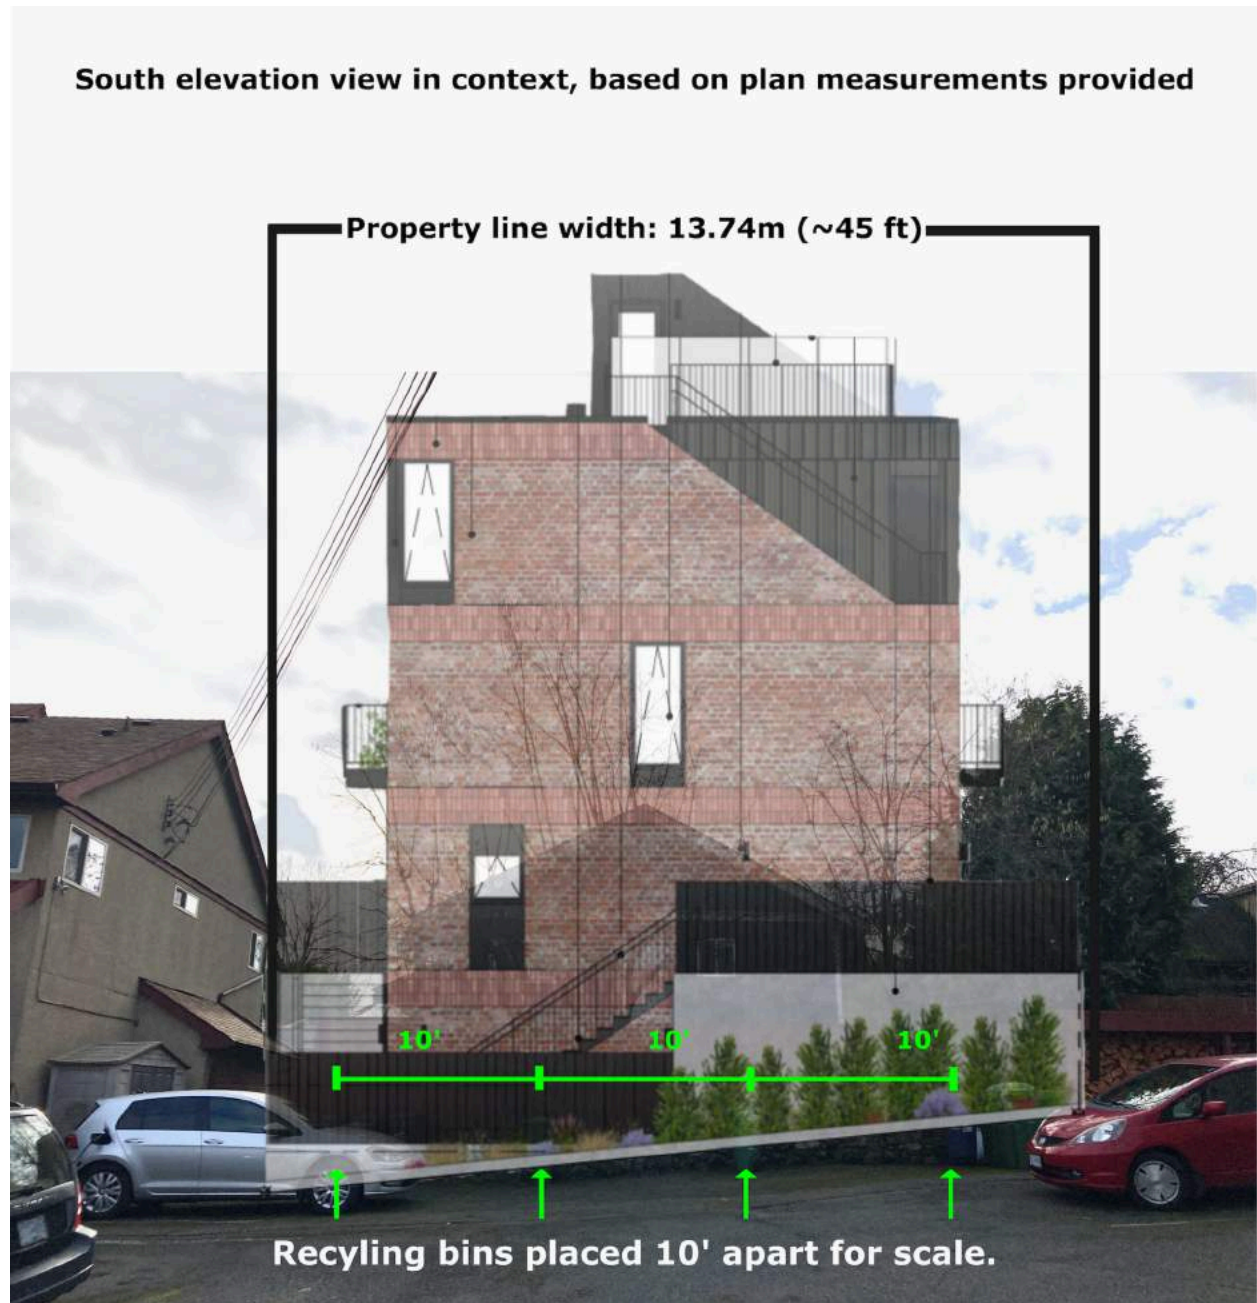 South elevation view in context, based on plan measurements provided
Property line width: 13.74m (~45 ft)
10' 10' 10'
Recyling bins placed 10' apart for scale.